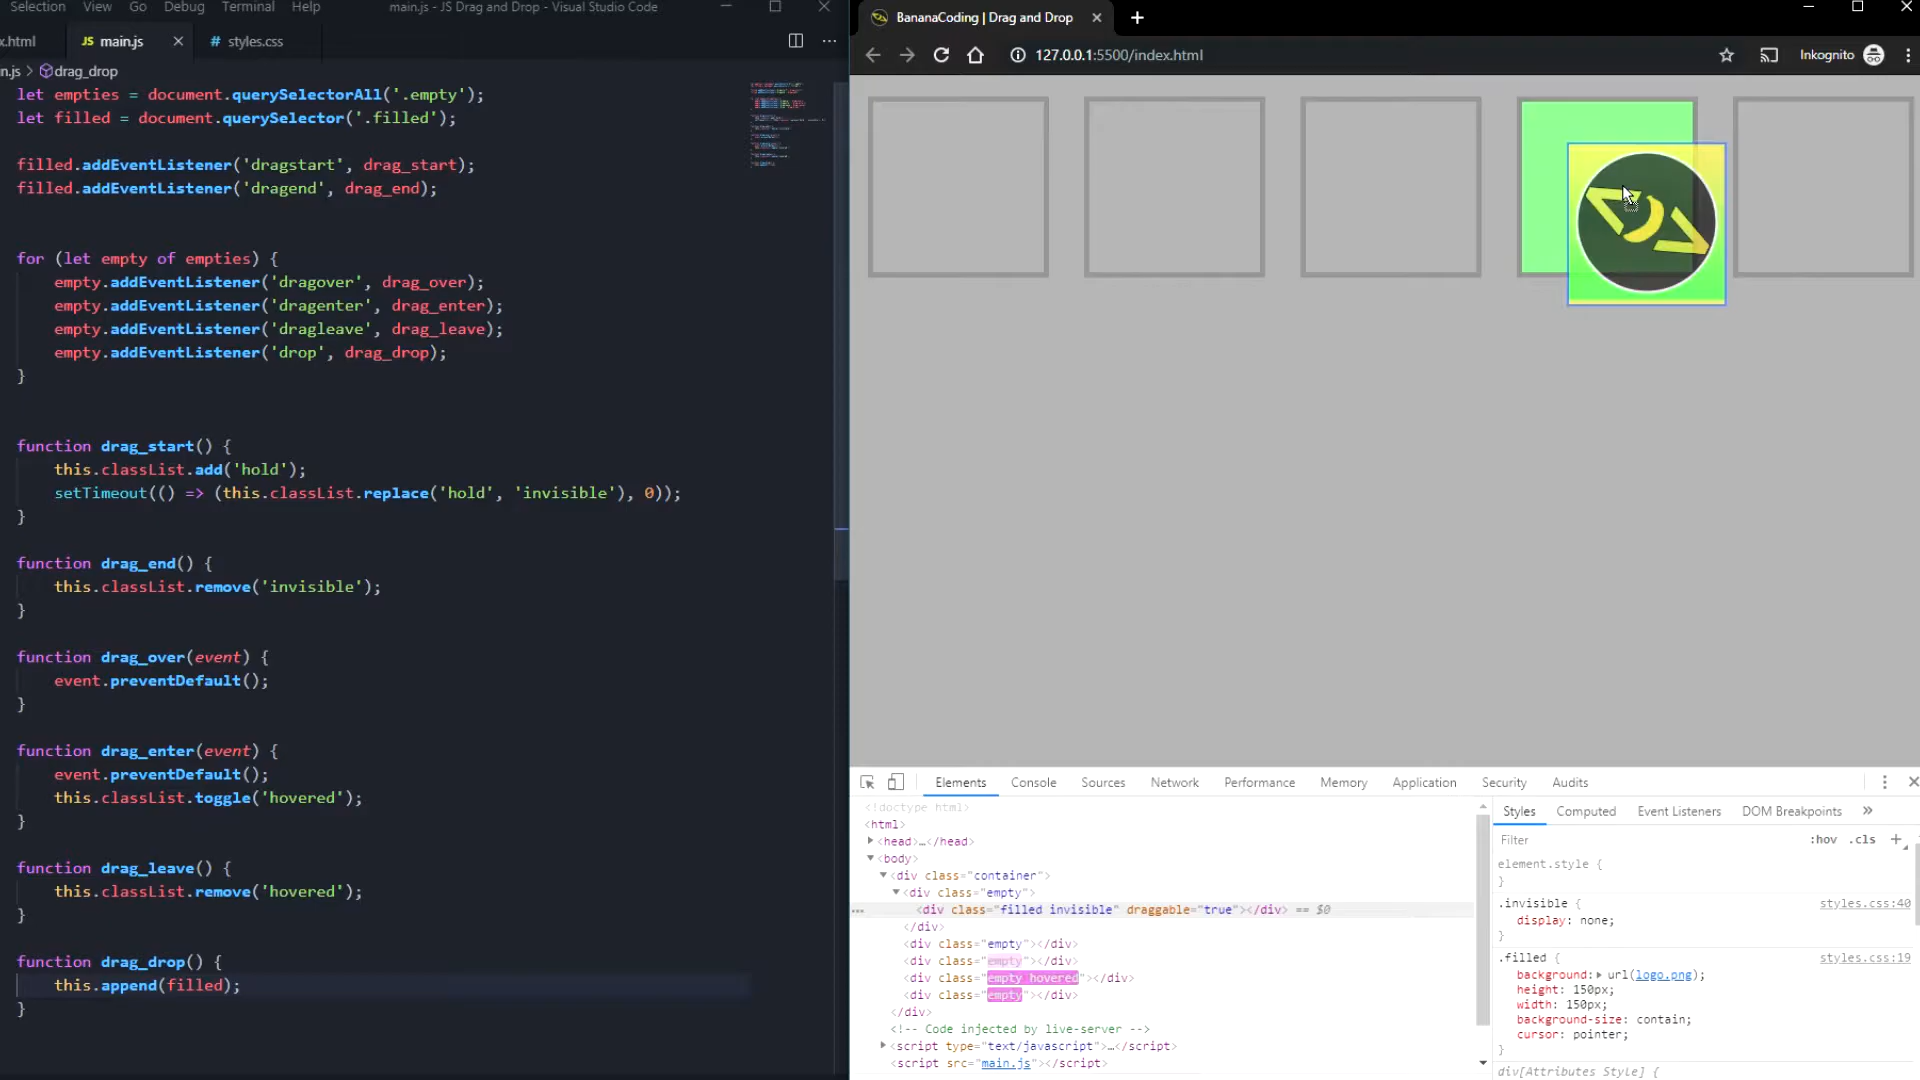 Selection View Go Debug Terminal Help main.js - JS Drag and Drop - Visual Studio Code
x.html JS main.js # styles.css
n.js > drag_drop
let empties = document.querySelectorAll('.empty');
let filled = document.querySelector('.filled');
filled.addEventListener('dragstart', drag_start);
filled.addEventListener('dragend', drag_end);
for (let empty of empties) {
empty.addEventListener('dragover', drag_over);
empty.addEventListener('dragenter', drag_enter);
empty.addEventListener('dragleave', drag_leave);
empty.addEventListener('drop', drag_drop);
}
function drag_start() {
this.classList.add('hold');
setTimeout(() => (this.classList.replace('hold', 'invisible'), 0));
}
function drag_end() {
this.classList.remove('invisible');
}
function drag_over(event) {
event.preventDefault();
}
function drag_enter(event) {
event.preventDefault();
this.classList.toggle('hovered');
}
function drag_leave() {
this.classList.remove('hovered');
}
function drag_drop() {
this.append(filled);
}
BananaCoding | Drag and Drop
127.0.0.1:5500/index.html Inkognito
Elements Console Sources Network Performance Memory Application Security Audits
<!doctype html>
<html>
<head>…</head>
<body>
<div class="container">
<div class="empty">
<div class="filled invisible" draggable="true"></div> == $0
</div>
<div class="empty"></div>
<div class="empty"></div>
<div class="empty hovered"></div>
<div class="empty"></div>
</div>
<!-- Code injected by live-server -->
<script type="text/javascript">…</script>
<script src="main.js"></script>
Styles Computed Event Listeners DOM Breakpoints »
Filter :hov .cls +
element.style {
}
.invisible { styles.css:40
display: none;
}
.filled { styles.css:19
background: url(logo.png);
height: 150px;
width: 150px;
background-size: contain;
cursor: pointer;
}
div[Attributes Style] {